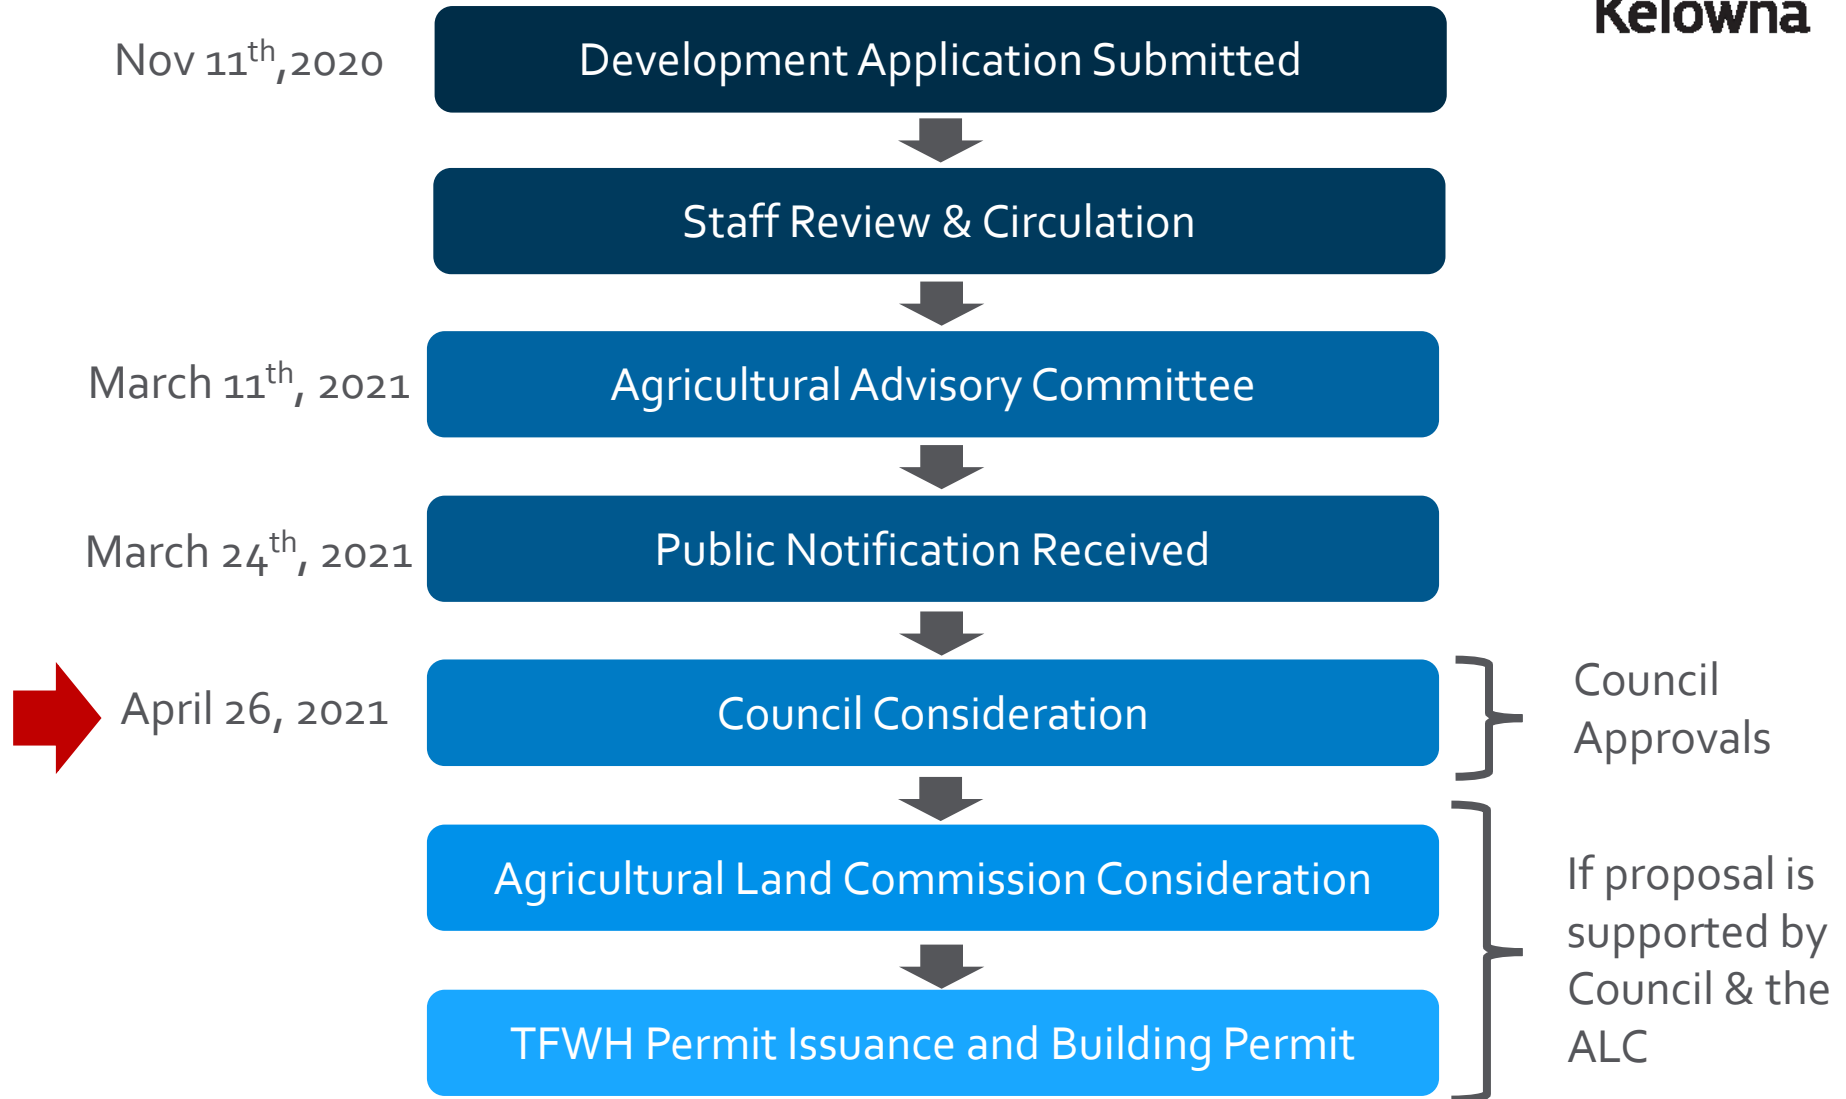 Kelowna
Nov 11th,2020
Development Application Submitted
Staff Review & Circulation
March 11th, 2021
Agricultural Advisory Committee
March 24th, 2021
Public Notification Received
April 26, 2021
Council Consideration
Council
Approvals
Agricultural Land Commission Consideration
If proposal is
supported by
Council & the
ALC
TFWH Permit Issuance and Building Permit